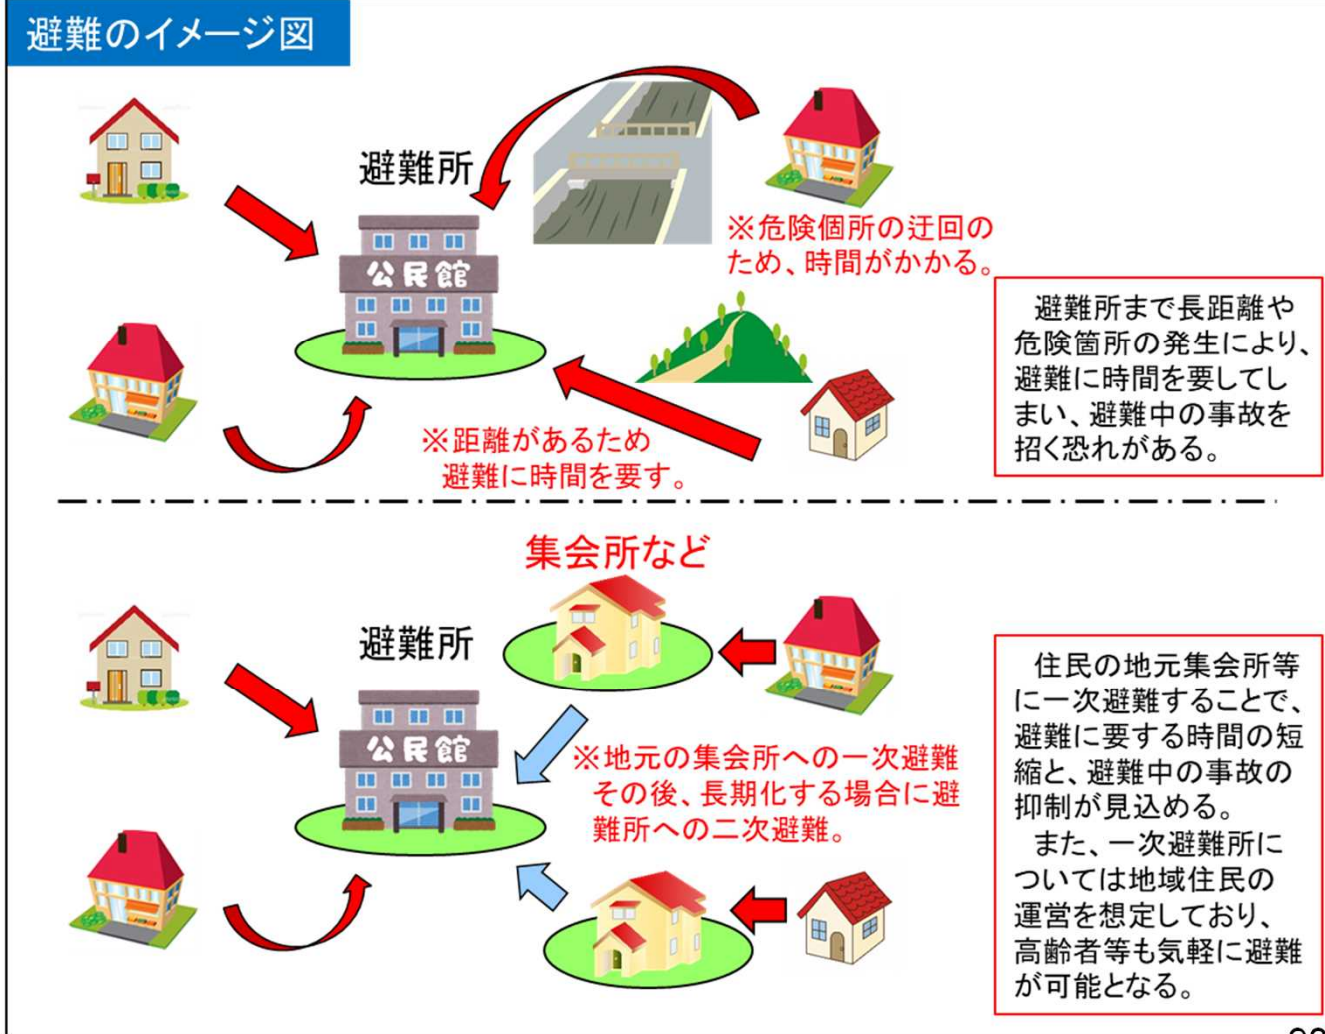 避難のイメージ図
避難所
公民館
※危険個所の迂回の
ため、時間がかかる。
※距離があるため
避難に時間を要す。
避難所まで長距離や
危険箇所の発生により、
避難に時間を要してし
まい、避難中の事故を
招く恐れがある。
集会所など
避難所
公民館
※地元の集会所への一次避難
その後、長期化する場合に避
難所への二次避難。
住民の地元集会所等
に一次避難することで、
避難に要する時間の短
縮と、避難中の事故の
抑制が見込める。
また、一次避難所に
ついては地域住民の
運営を想定しており、
高齢者等も気軽に避難
が可能となる。